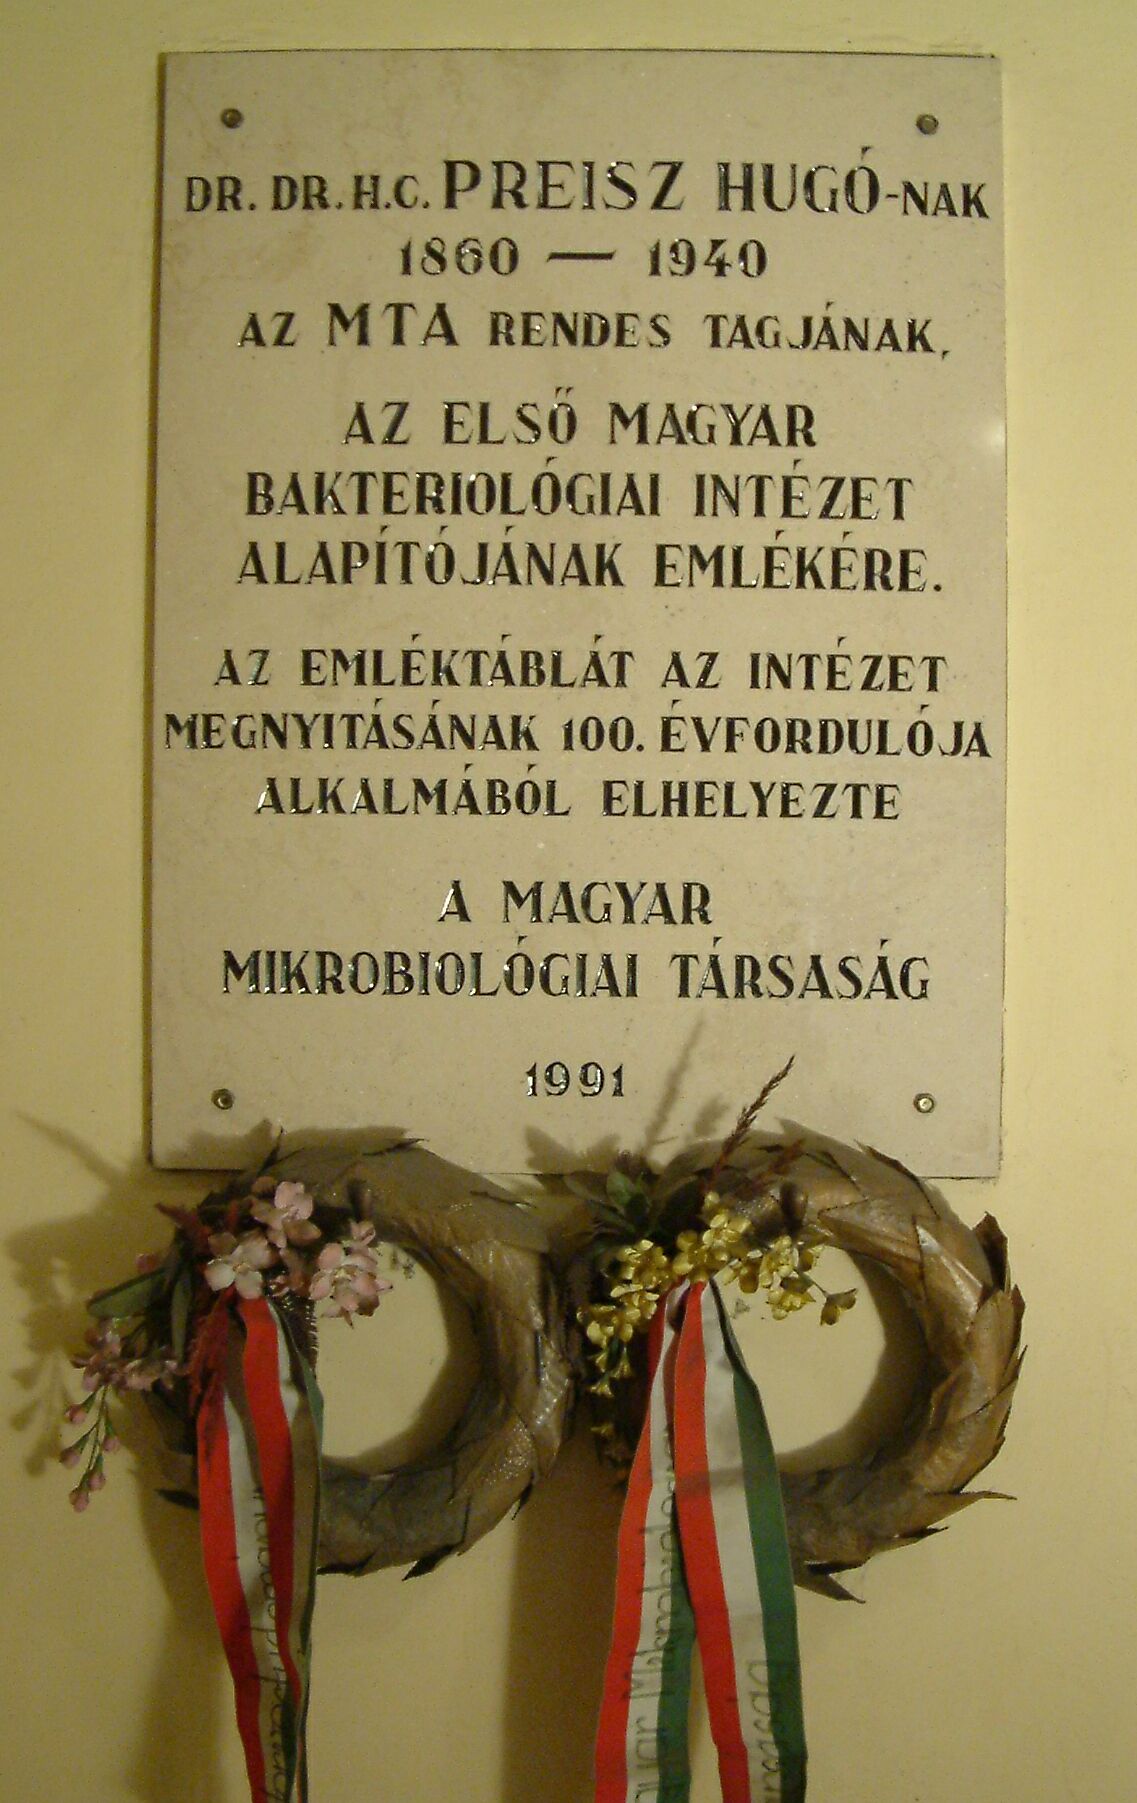 DR. DR. H.C. PREISZ HUGÓ-NAK
1860 — 1940
AZ MTA RENDES TAGJÁNAK,
AZ ELSŐ MAGYAR
BAKTERIOLÓGIAI INTÉZET
ALAPÍTÓJÁNAK EMLÉKÉRE.
AZ EMLÉKTÁBLÁT AZ INTÉZET
MEGNYITÁSÁNAK 100. ÉVFORDULÓJA
ALKALMÁBÓL ELHELYEZTE
A MAGYAR
MIKROBIOLÓGIAI TÁRSASÁG
1991